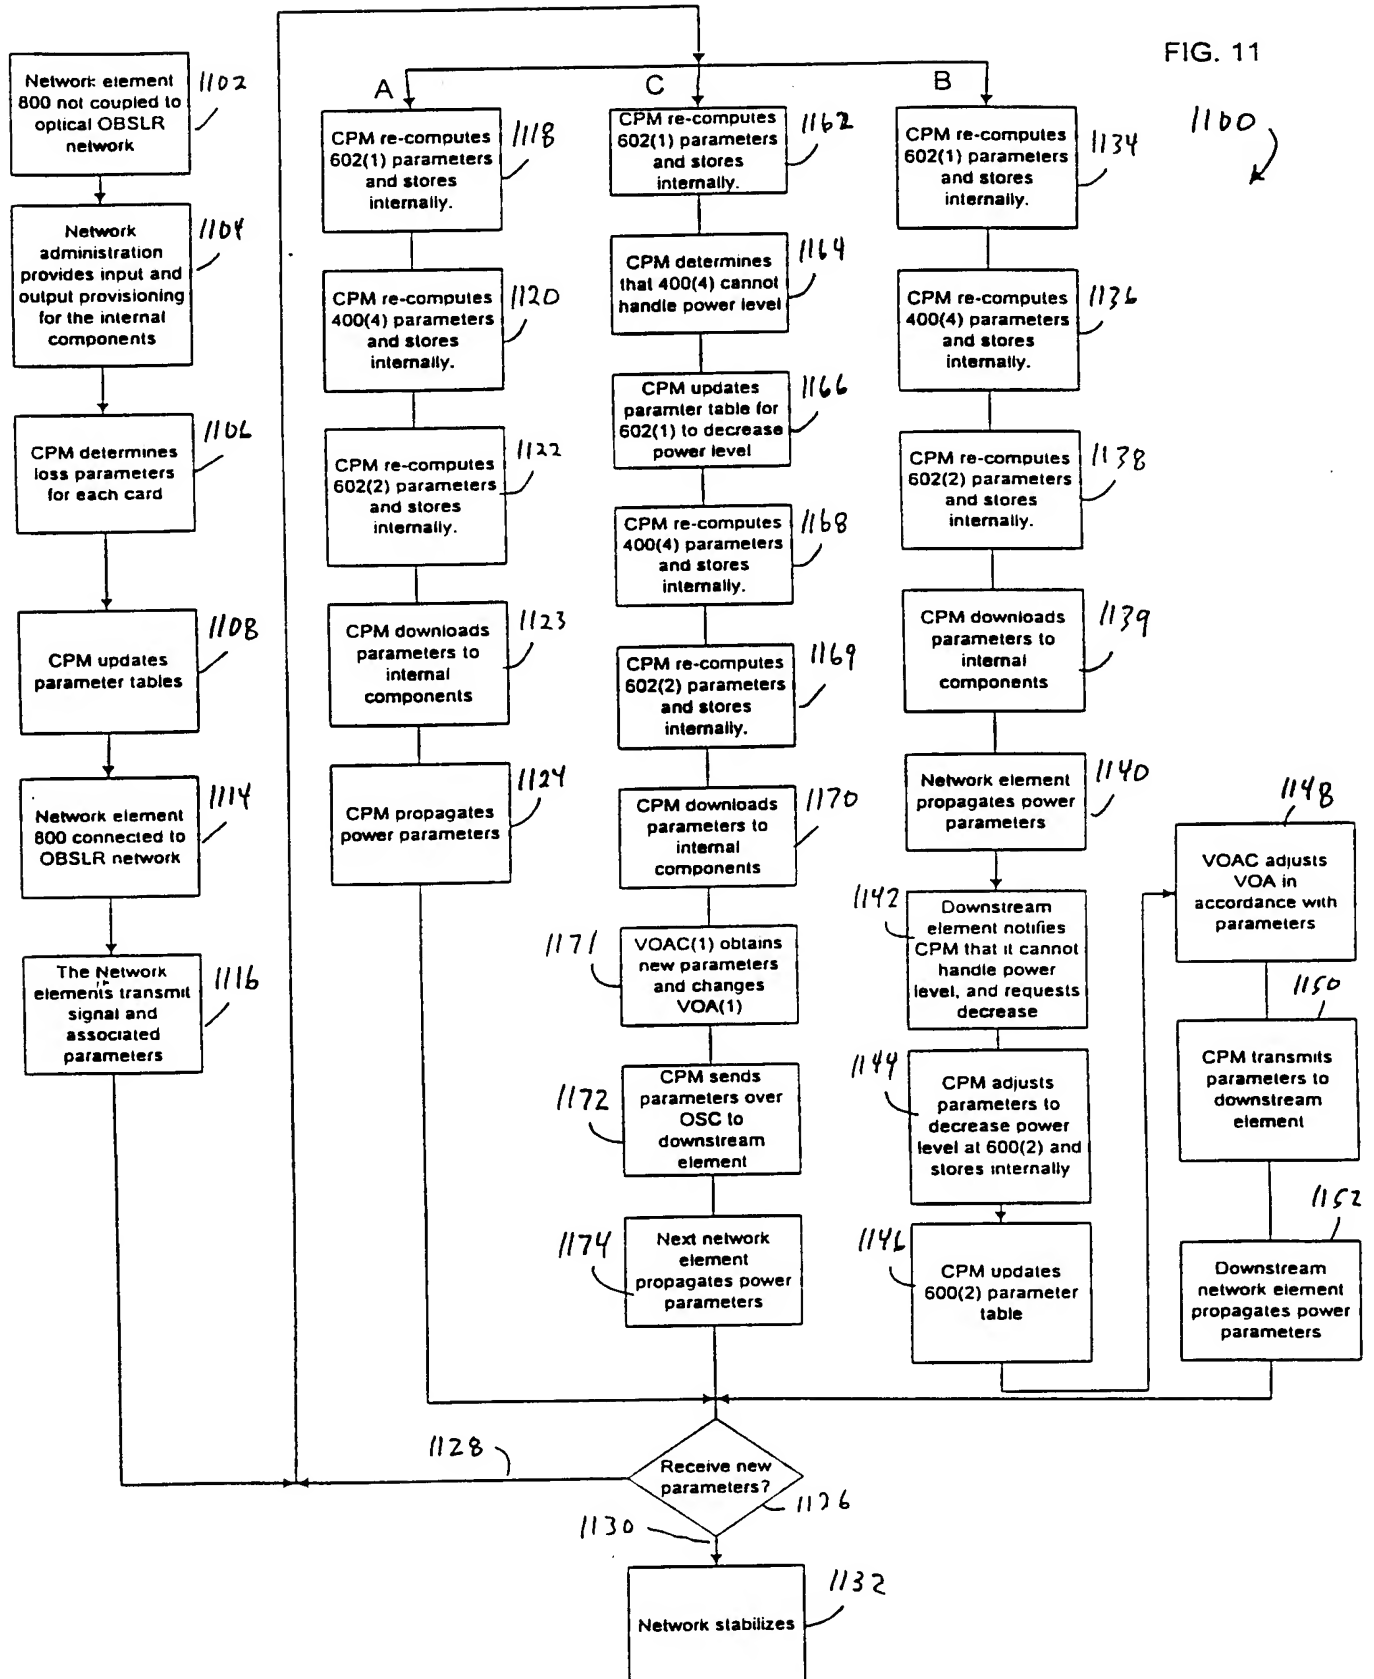 FIG. 11
1100
Network element
800 not coupled to
optical OBSLR
network
1102
Network
administration
provides input and
output provisioning
for the internal
components
1104
CPM determines
loss parameters
for each card
1106
CPM updates
parameter tables
1108
Network element
800 connected to
OBSLR network
1114
The Network
elements transmit
signal and
associated
parameters
1116
A
CPM re-computes
602(1) parameters
and stores
internally.
1118
CPM re-computes
400(4) parameters
and stores
internally.
1120
CPM re-computes
602(2) parameters
and stores
internally.
1122
CPM downloads
parameters to
internal
components
1123
CPM propagates
power parameters
1124
C
CPM re-computes
602(1) parameters
and stores
internally.
1162
CPM determines
that 400(4) cannot
handle power level
1164
CPM updates
paramter table for
602(1) to decrease
power level
1166
CPM re-computes
400(4) parameters
and stores
internally.
1168
CPM re-computes
602(2) parameters
and stores
internally.
1169
CPM downloads
parameters to
internal
components
1170
1171
VOAC(1) obtains
new parameters
and changes
VOA(1)
1172
CPM sends
parameters over
OSC to
downstream
element
1174
Next network
element
propagates power
parameters
B
CPM re-computes
602(1) parameters
and stores
internally.
1134
CPM re-computes
400(4) parameters
and stores
internally.
1136
CPM re-computes
602(2) parameters
and stores
internally.
1138
CPM downloads
parameters to
internal
components
1139
Network element
propagates power
parameters
1140
1142
Downstream
element notifies
CPM that it cannot
handle power
level, and requests
decrease
1144
CPM adjusts
parameters to
decrease power
level at 600(2) and
stores internally
1146
CPM updates
600(2) parameter
table
1148
VOAC adjusts
VOA in
accordance with
parameters
1150
CPM transmits
parameters to
downstream
element
1152
Downstream
network element
propagates power
parameters
1128
Receive new
parameters?
1126
1130
Network stabilizes
1132